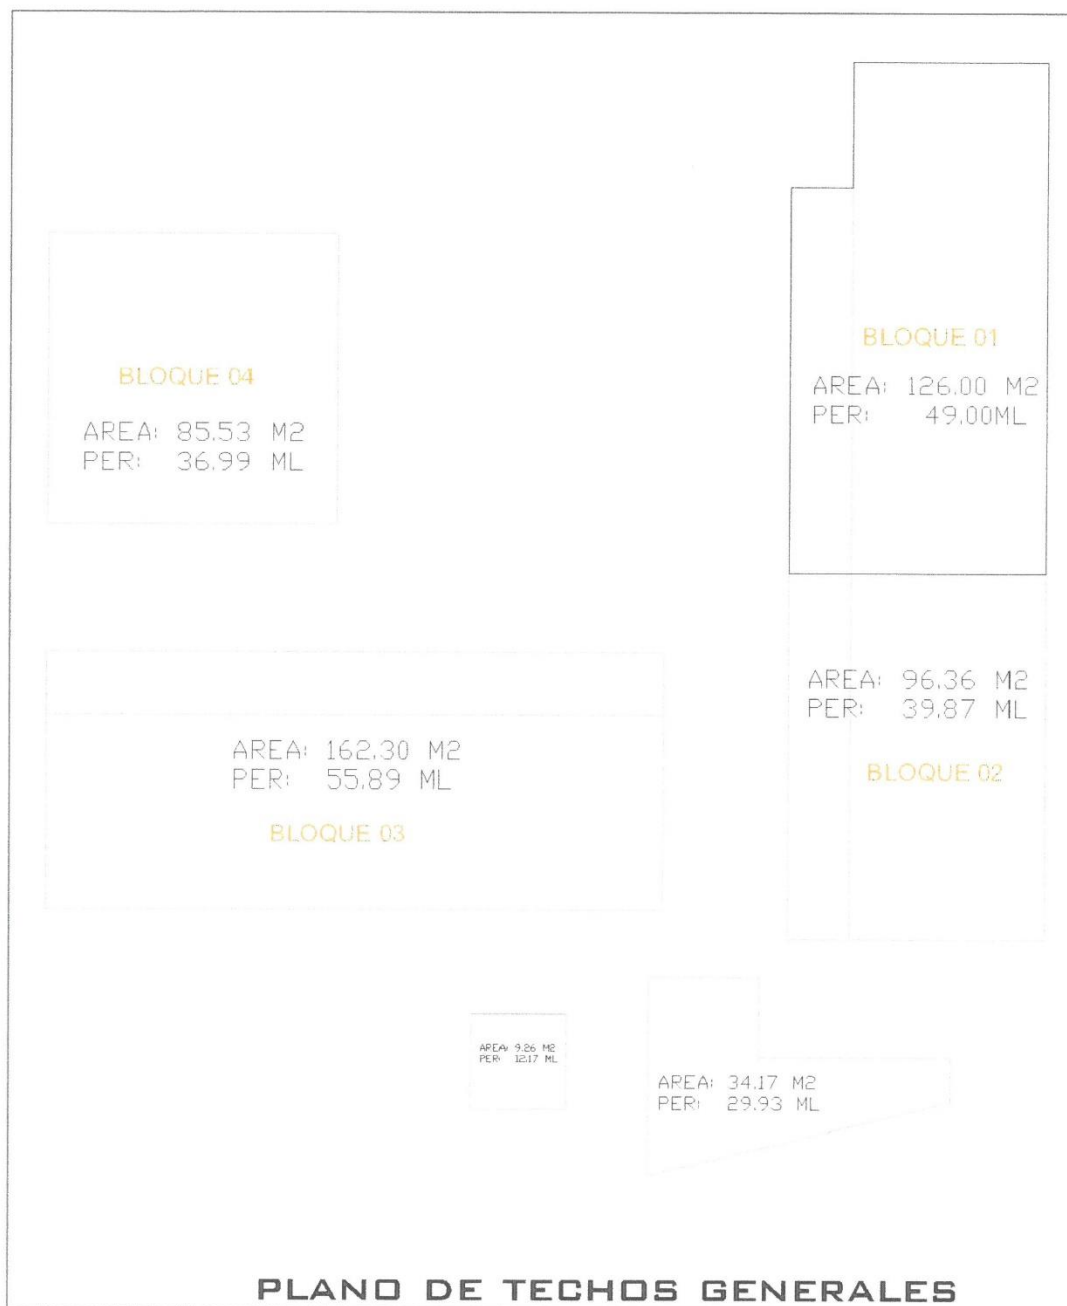 BLOQUE 01
AREA: 126.00 M2
PER: 49.00ML
BLOQUE 04
AREA: 85.53 M2
PER: 36.99 ML
AREA: 96.36 M2
PER: 39.87 ML
BLOQUE 02
AREA: 162.30 M2
PER: 55.89 ML
BLOQUE 03
AREA: 9.26 M2
PER: 12.17 ML
AREA: 34.17 M2
PER: 29.93 ML
PLANO DE TECHOS GENERALES